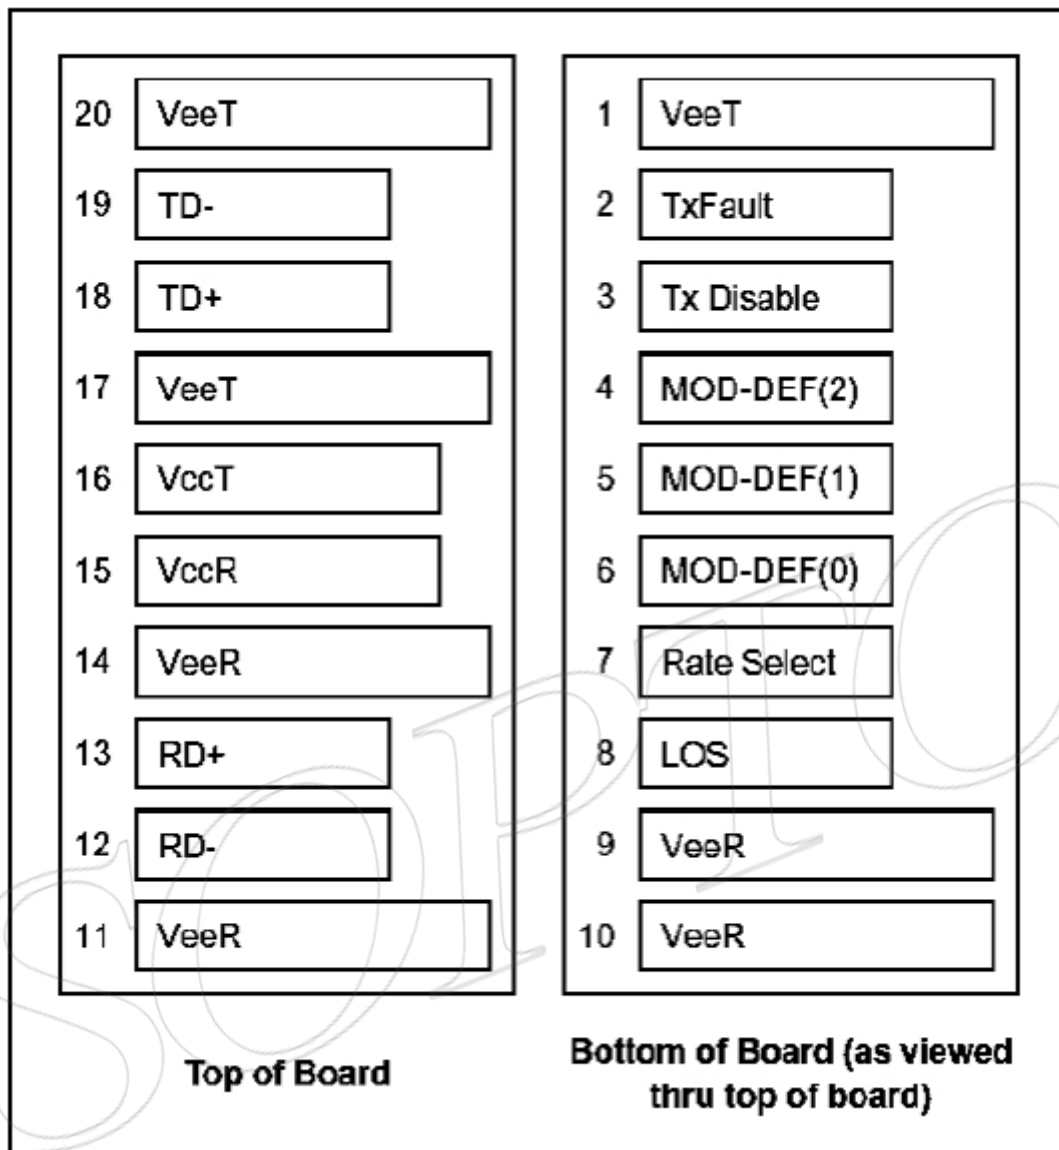 20 VeeT
19 TD-
18 TD+
17 VeeT
16 VccT
15 VccR
14 VeeR
13 RD+
12 RD-
11 VeeR
Top of Board
1 VeeT
2 TxFault
3 Tx Disable
4 MOD-DEF(2)
5 MOD-DEF(1)
6 MOD-DEF(0)
7 Rate Select
8 LOS
9 VeeR
10 VeeR
Bottom of Board (as viewed
thru top of board)
SOPTO